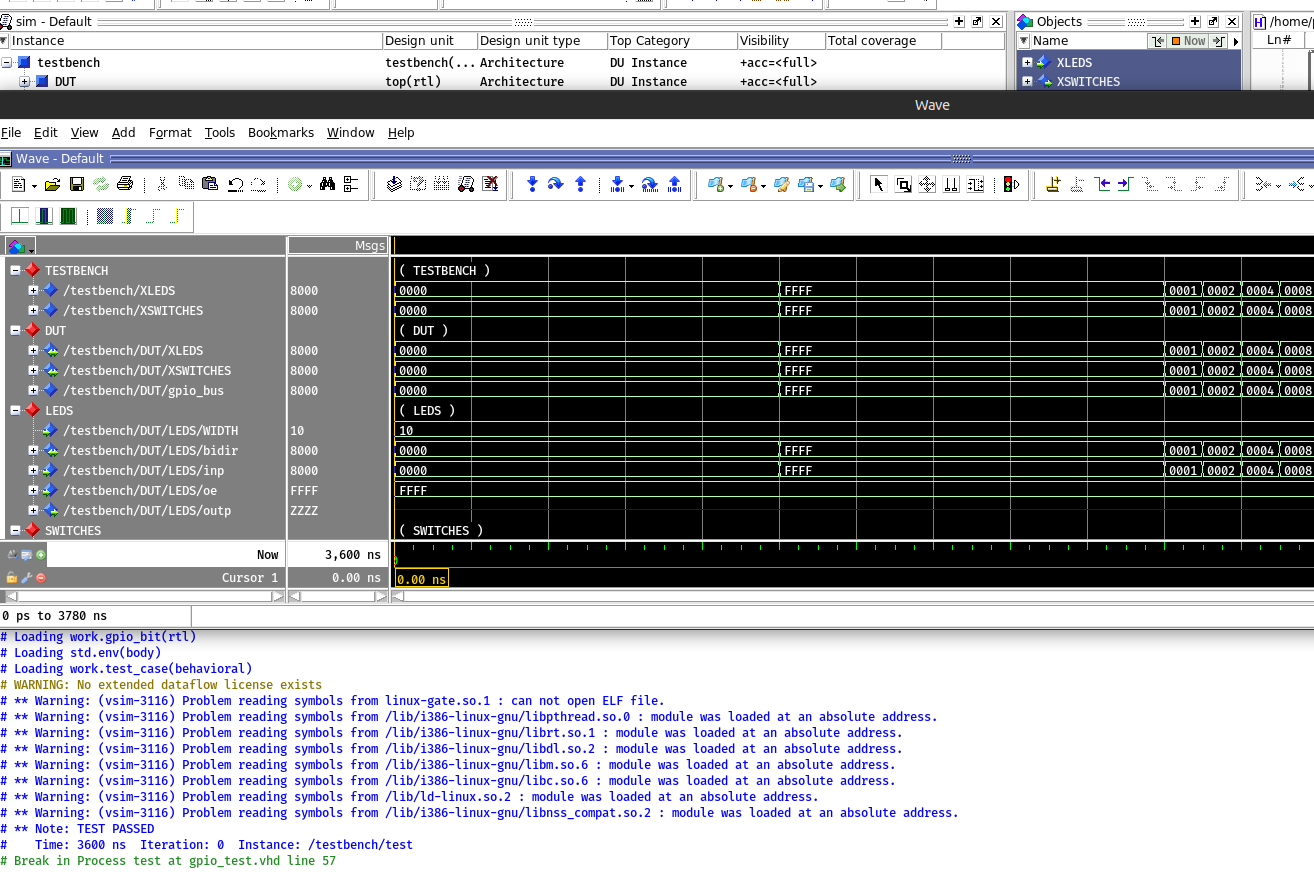 sim - Default
Objects
/home/
Instance Design unit Design unit type Top Category Visibility Total coverage
Name Now Ln#
testbench testbench(... Architecture DU Instance +acc=<full>
XLEDS
DUT top(rtl) Architecture DU Instance +acc=<full>
XSWITCHES
Wave
File Edit View Add Format Tools Bookmarks Window Help
Wave - Default
Msgs
TESTBENCH ( TESTBENCH )
/testbench/XLEDS 8000 0000 FFFF 0001 0002 0004 0008
/testbench/XSWITCHES 8000 0000 FFFF 0001 0002 0004 0008
DUT ( DUT )
/testbench/DUT/XLEDS 8000 0000 FFFF 0001 0002 0004 0008
/testbench/DUT/XSWITCHES 8000 0000 FFFF 0001 0002 0004 0008
/testbench/DUT/gpio_bus 8000 0000 FFFF 0001 0002 0004 0008
LEDS ( LEDS )
/testbench/DUT/LEDS/WIDTH 10 10
/testbench/DUT/LEDS/bidir 8000 0000 FFFF 0001 0002 0004 0008
/testbench/DUT/LEDS/inp 8000 0000 FFFF 0001 0002 0004 0008
/testbench/DUT/LEDS/oe FFFF FFFF
/testbench/DUT/LEDS/outp ZZZZ
SWITCHES ( SWITCHES )
Now 3,600 ns
Cursor 1 0.00 ns 0.00 ns
0 ps to 3780 ns
# Loading work.gpio_bit(rtl)
# Loading std.env(body)
# Loading work.test_case(behavioral)
# WARNING: No extended dataflow license exists
# ** Warning: (vsim-3116) Problem reading symbols from linux-gate.so.1 : can not open ELF file.
# ** Warning: (vsim-3116) Problem reading symbols from /lib/i386-linux-gnu/libpthread.so.0 : module was loaded at an absolute address.
# ** Warning: (vsim-3116) Problem reading symbols from /lib/i386-linux-gnu/librt.so.1 : module was loaded at an absolute address.
# ** Warning: (vsim-3116) Problem reading symbols from /lib/i386-linux-gnu/libdl.so.2 : module was loaded at an absolute address.
# ** Warning: (vsim-3116) Problem reading symbols from /lib/i386-linux-gnu/libm.so.6 : module was loaded at an absolute address.
# ** Warning: (vsim-3116) Problem reading symbols from /lib/i386-linux-gnu/libc.so.6 : module was loaded at an absolute address.
# ** Warning: (vsim-3116) Problem reading symbols from /lib/ld-linux.so.2 : module was loaded at an absolute address.
# ** Warning: (vsim-3116) Problem reading symbols from /lib/i386-linux-gnu/libnss_compat.so.2 : module was loaded at an absolute address.
# ** Note: TEST PASSED
# Time: 3600 ns Iteration: 0 Instance: /testbench/test
# Break in Process test at gpio_test.vhd line 57